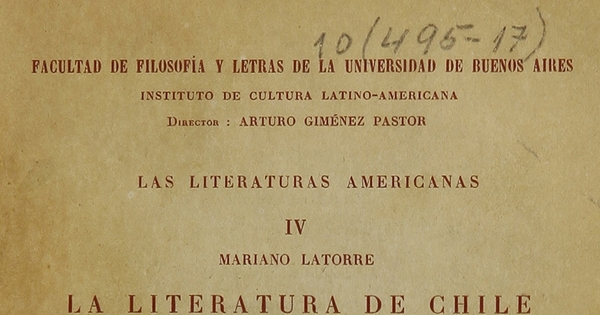 10(495-17)
FACULTAD DE FILOSOFÍA Y LETRAS DE LA UNIVERSIDAD DE BUENOS AIRES
INSTITUTO DE CULTURA LATINO-AMERICANA
DIRECTOR : ARTURO GIMÉNEZ PASTOR
LAS LITERATURAS AMERICANAS
IV
MARIANO LATORRE
LA LITERATURA DE CHILE